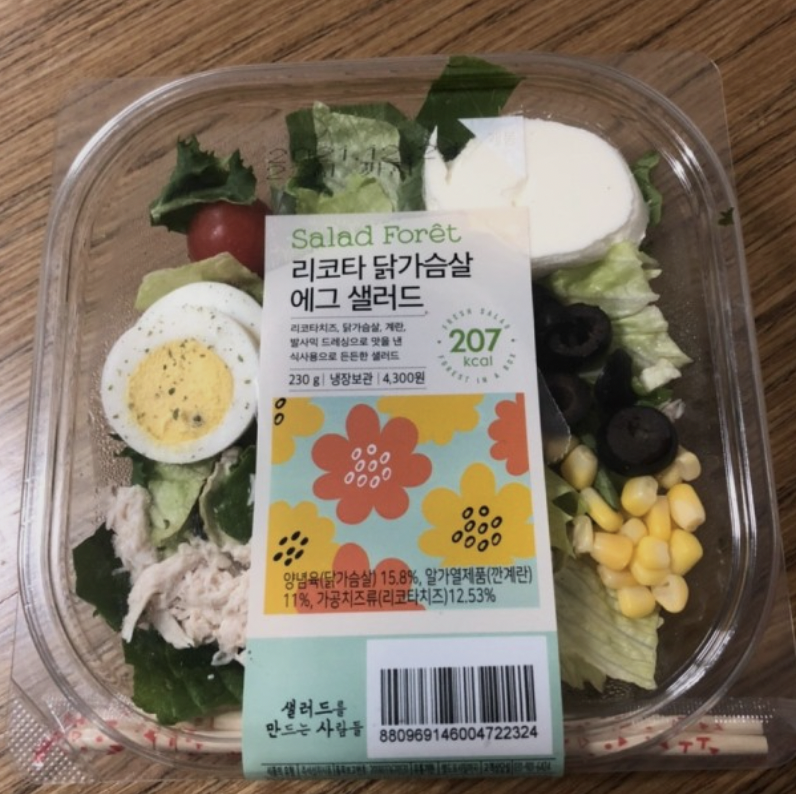 Salad Forêt
리코타 닭가슴살
에그 샐러드
리코타치즈, 닭가슴살, 계란,
발사믹 드레싱으로 맛을 낸
식사용으로 든든한 샐러드
230 g | 냉장보관 | 4,300원
FRESH SALAD
207
kcal
FOREST IN A BOX
양념육(닭가슴살) 15.8%, 알가열제품(깐계란)
11%, 가공치즈류(리코타치즈)12.53%
샐러드를
만드는 사람들
880969146004722324